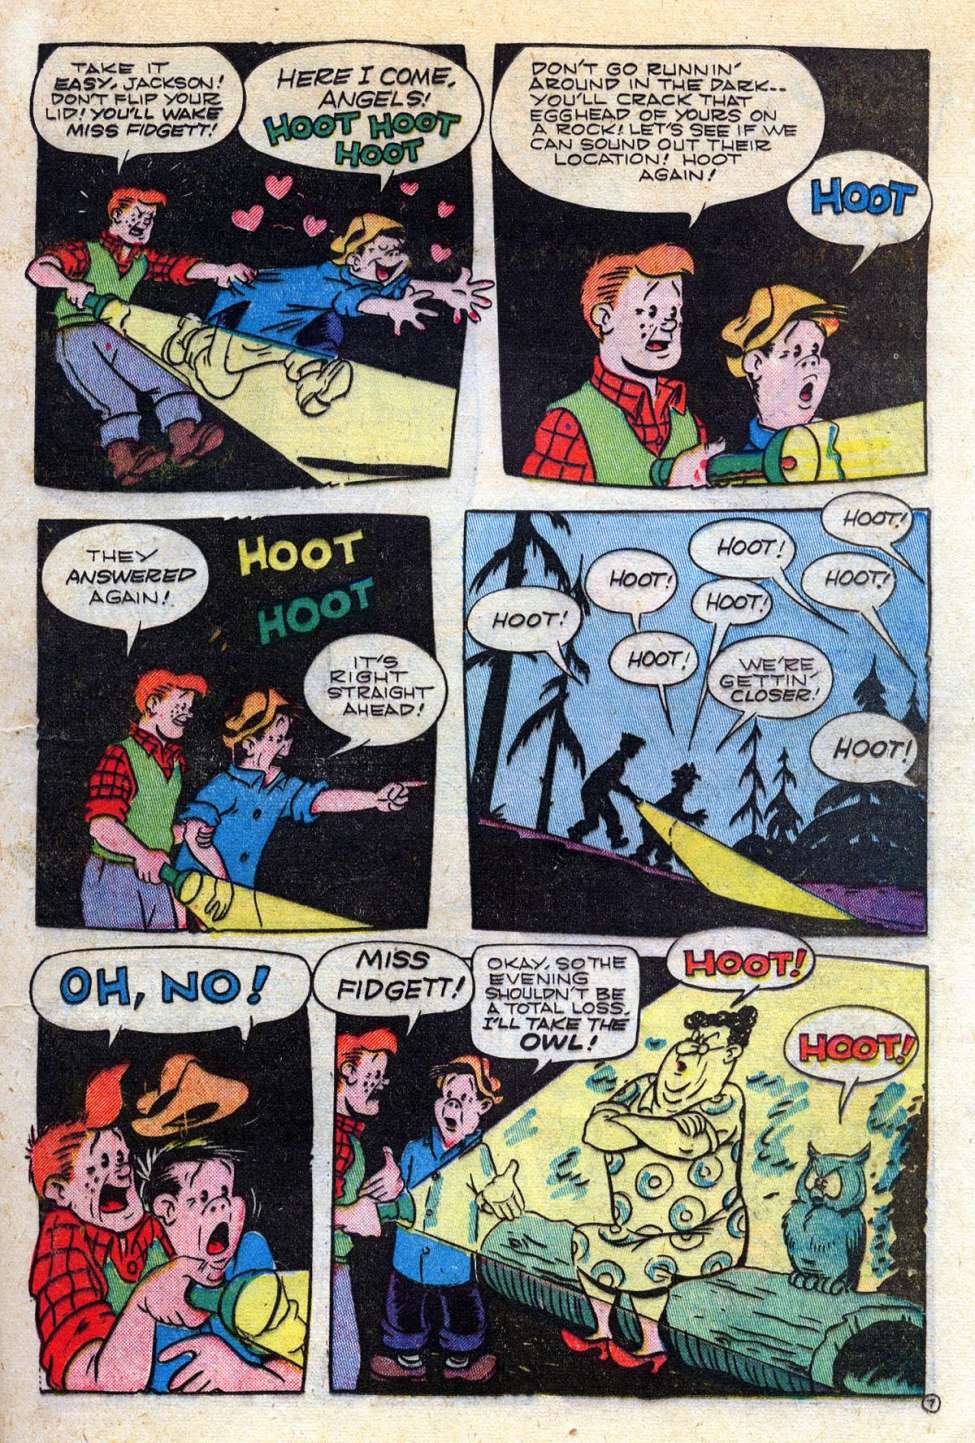 TAKE IT
EASY, JACKSON!
DON'T FLIP YOUR
LID! YOU'LL WAKE
MISS FIDGETT!
HERE I COME,
ANGELS!
HOOT HOOT
HOOT
DON'T GO RUNNIN'
AROUND IN THE DARK--
YOU'LL CRACK THAT
EGGHEAD OF YOURS ON
A ROCK! LET'S SEE IF WE
CAN SOUND OUT THEIR
LOCATION! HOOT
AGAIN!
HOOT
THEY
ANSWERED
AGAIN!
HOOT
HOOT
IT'S
RIGHT
STRAIGHT
AHEAD!
HOOT!
HOOT!
HOOT!
HOOT!
HOOT!
HOOT!
HOOT!
WE'RE
GETTIN'
CLOSER!
HOOT!
OH, NO!
MISS
FIDGETT!
OKAY, SO THE
EVENING
SHOULDN'T BE
A TOTAL LOSS,
I'LL TAKE THE
OWL!
HOOT!
HOOT!
7